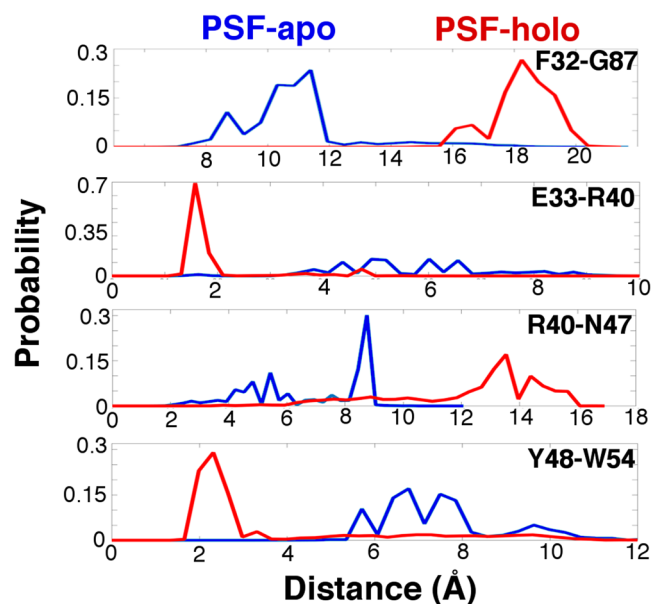 PSF-apo PSF-holo
F32-G87
0.3
0.15
0
8 10 12 14 16 18 20
E33-R40
0.7
0.35
0
0 2 4 6 8 10
R40-N47
0.3
0.15
0
0 2 4 6 8 10 12 14 16 18
Y48-W54
0.3
0.15
0
0 2 4 6 8 10 12
Probability
Distance (Å)